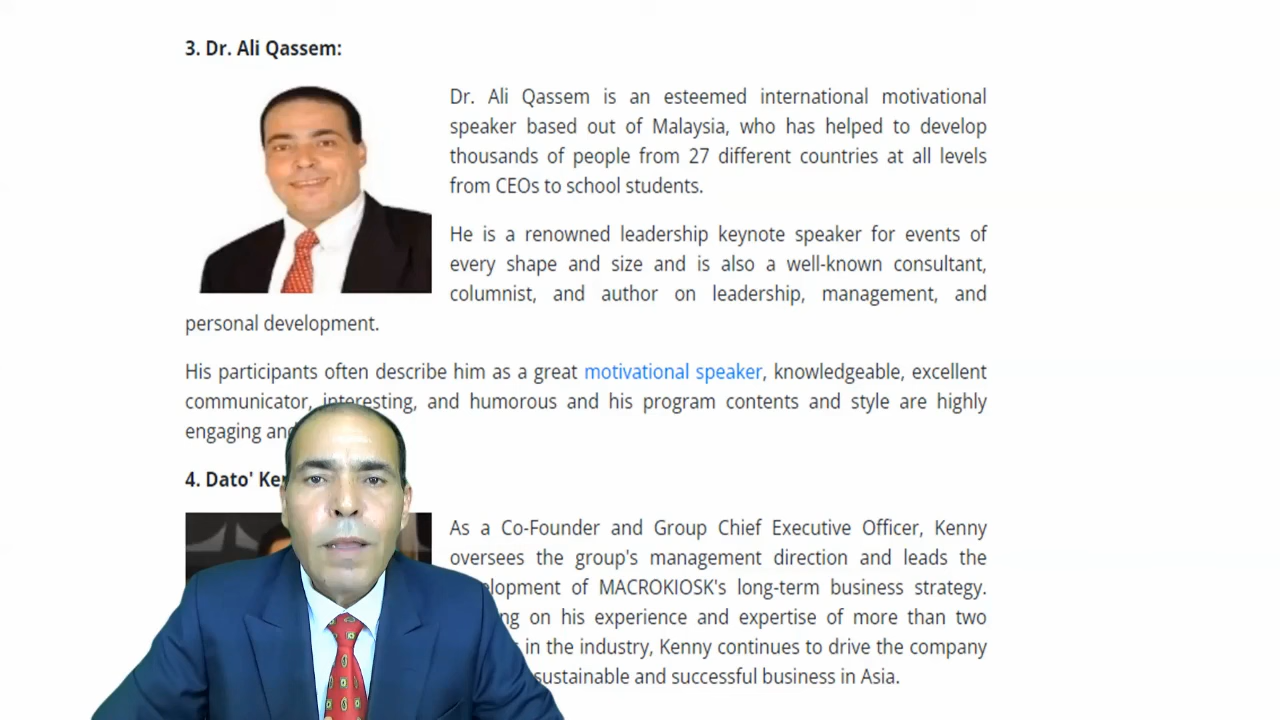 3. Dr. Ali Qassem:
Dr. Ali Qassem is an esteemed international motivational
speaker based out of Malaysia, who has helped to develop
thousands of people from 27 different countries at all levels
from CEOs to school students.
He is a renowned leadership keynote speaker for events of
every shape and size and is also a well-known consultant,
columnist, and author on leadership, management, and
personal development.
His participants often describe him as a great motivational speaker, knowledgeable, excellent
communicator, interesting, and humorous and his program contents and style are highly
engaging
4. Dato'
As a Co-Founder and Group Chief Executive Officer, Kenny
oversees the group's management direction and leads the
of MACROKIOSK's long-term business strategy.
on his experience and expertise of more than two
in the industry, Kenny continues to drive the company
sustainable and successful business in Asia.